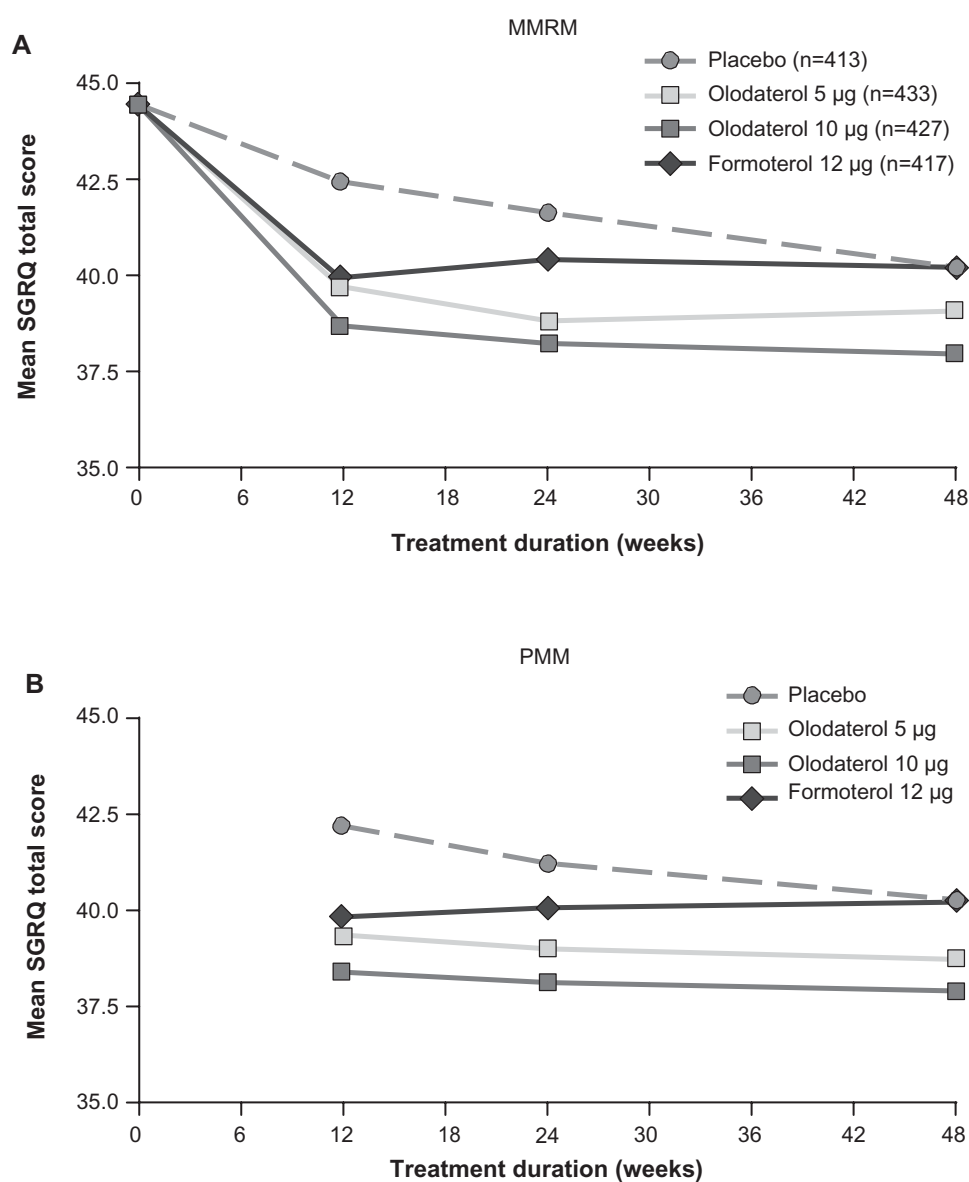 MMRM
A
Placebo (n=413)
Olodaterol 5 µg (n=433)
Olodaterol 10 µg (n=427)
Formoterol 12 µg (n=417)
45.0
42.5
40.0
37.5
35.0
Mean SGRQ total score
0 6 12 18 24 30 36 42 48
Treatment duration (weeks)
PMM
B
Placebo
Olodaterol 5 µg
Olodaterol 10 µg
Formoterol 12 µg
45.0
42.5
40.0
37.5
35.0
Mean SGRQ total score
0 6 12 18 24 30 36 42 48
Treatment duration (weeks)